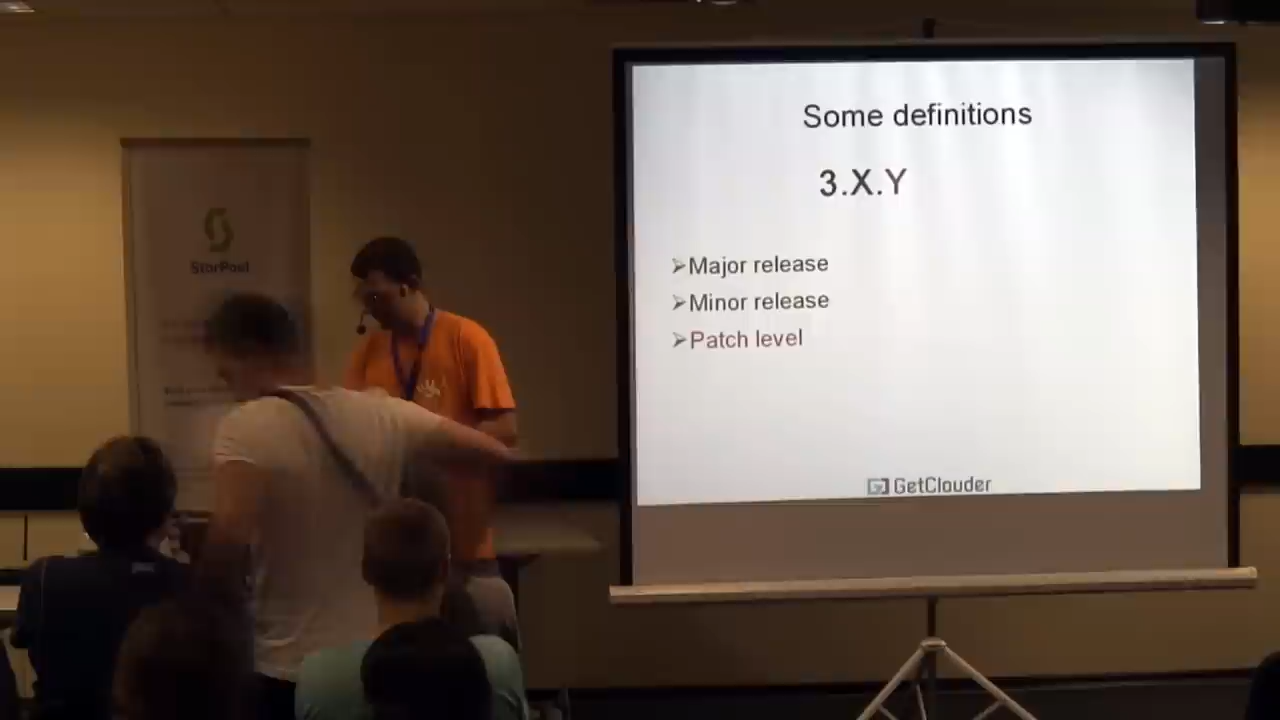 Some definitions
3.X.Y
➢Major release
➢Minor release
➢Patch level
GetClouder
StorPool